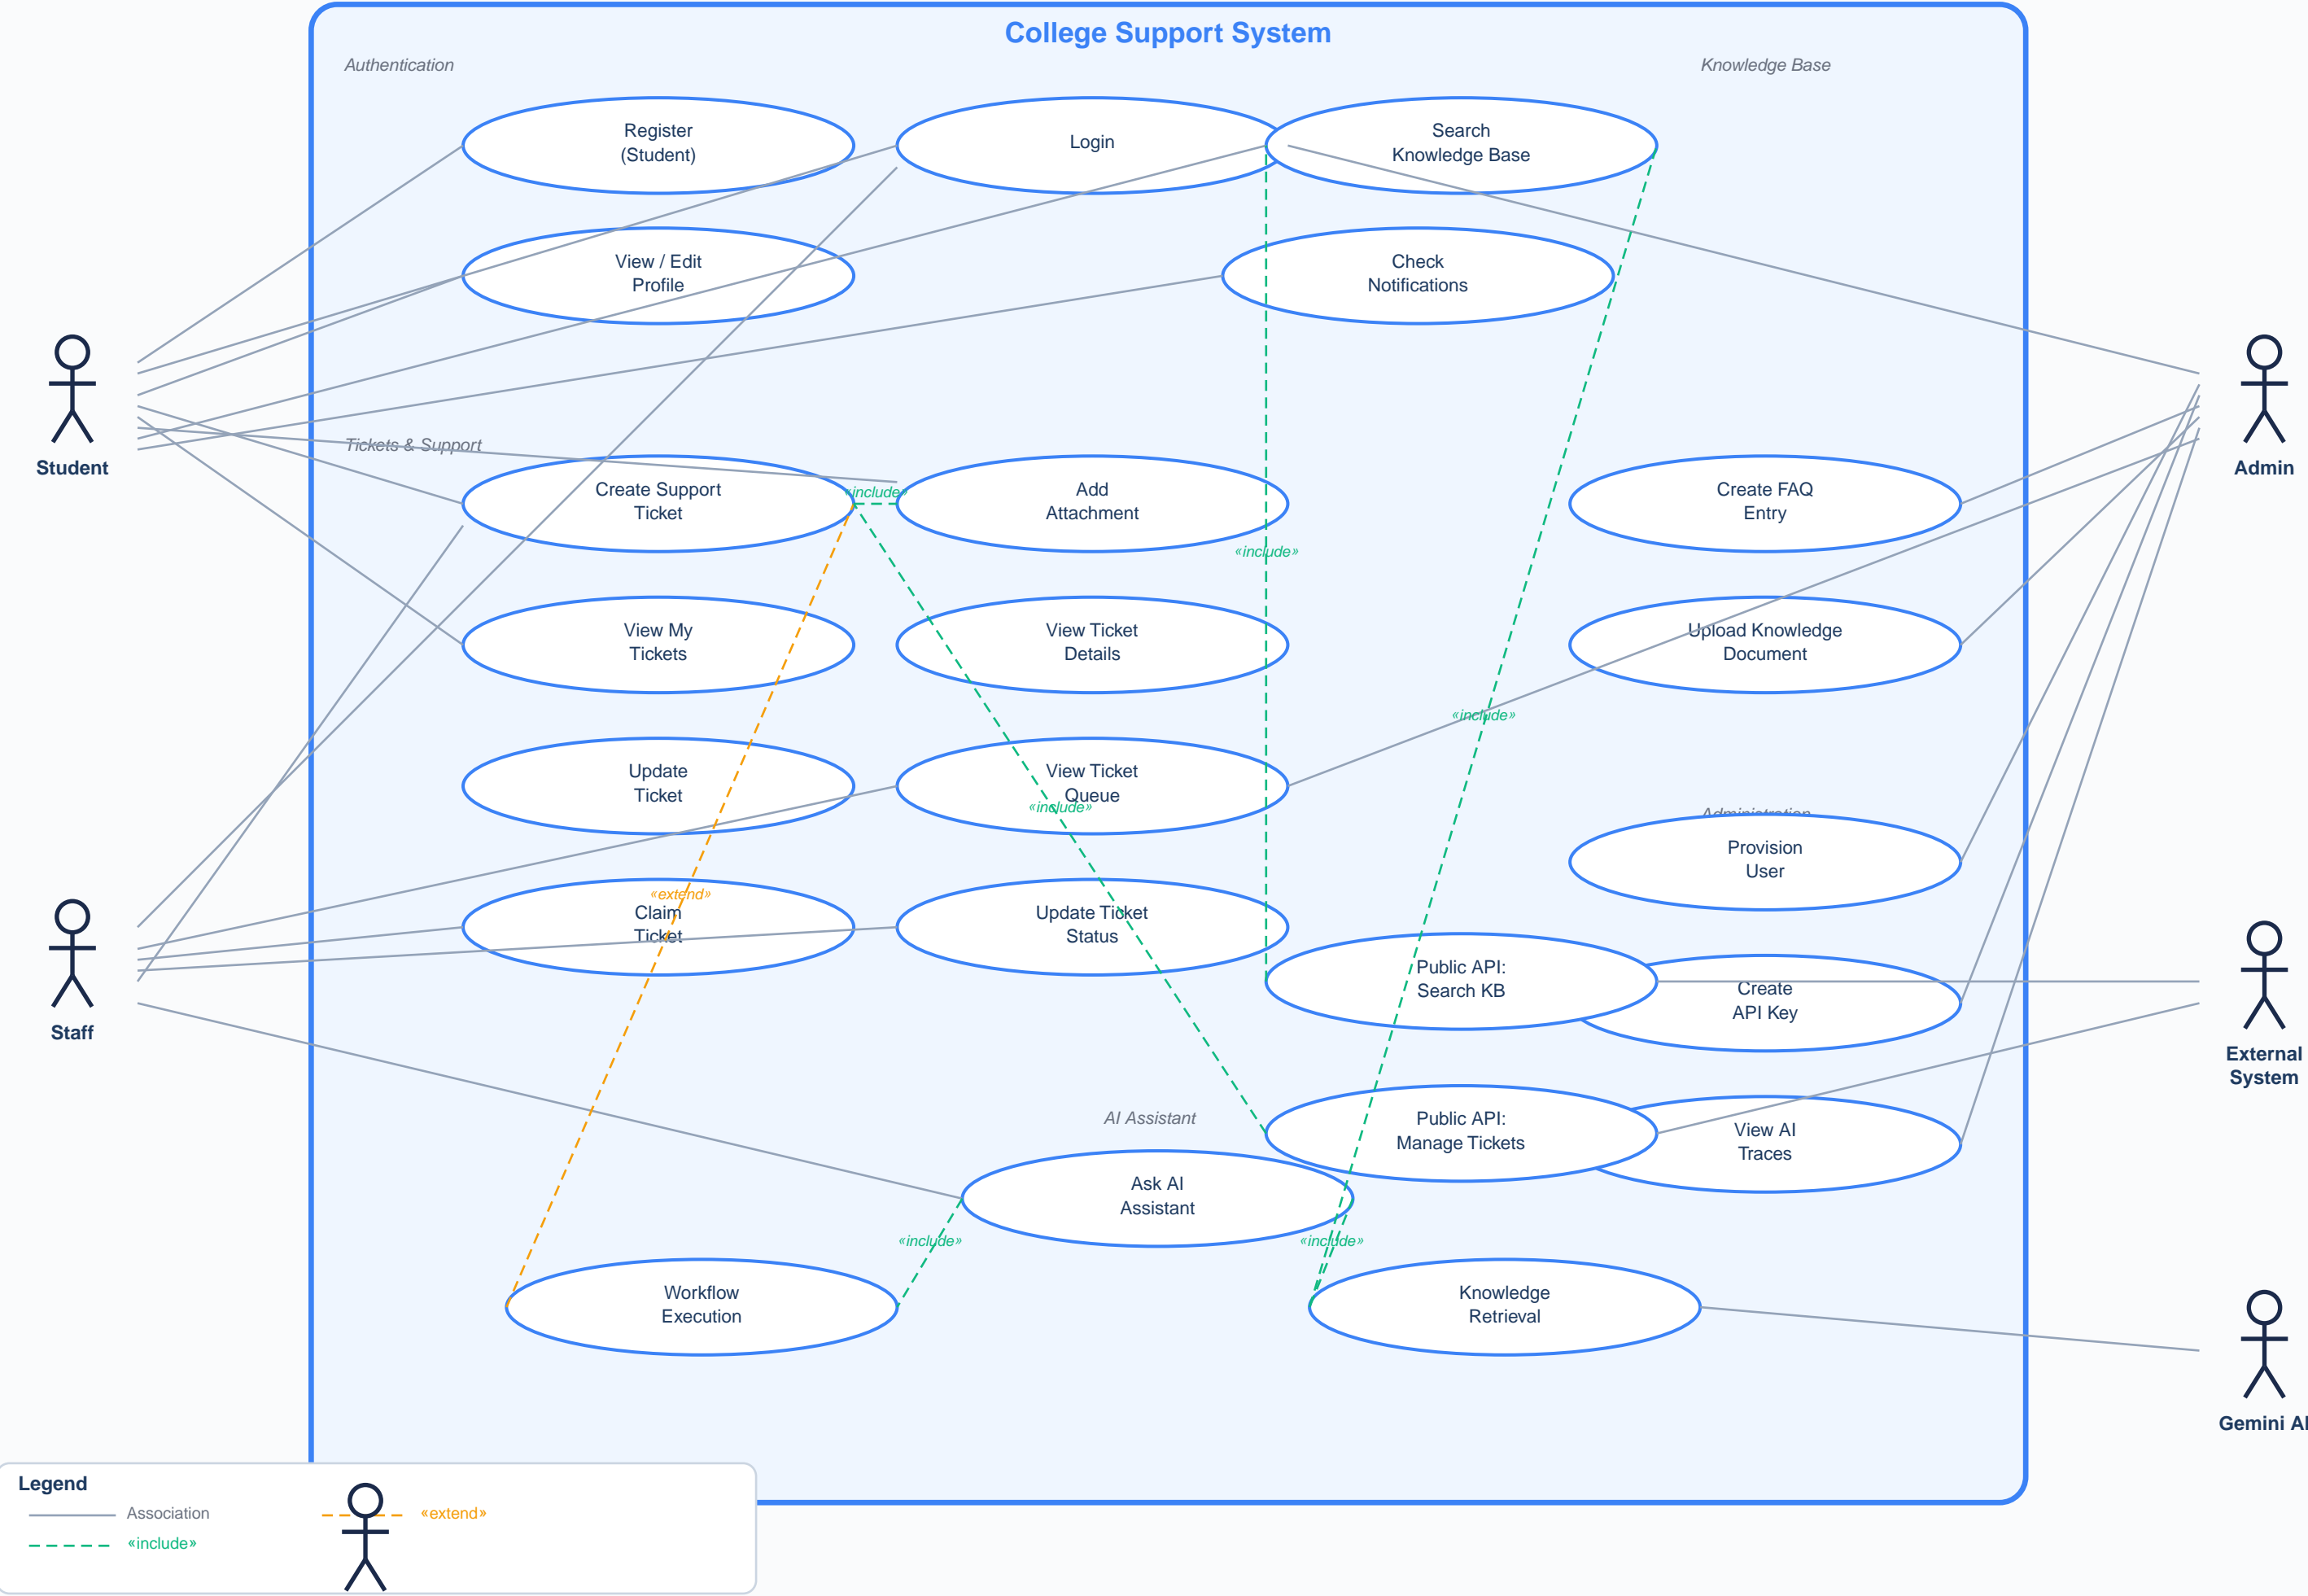 College Support System
Authentication
Knowledge Base
Register
(Student)
Login
Search
Knowledge Base
View / Edit
Profile
Check
Notifications
Student
Admin
Tickets & Support
Create Support
Ticket
«include»
Add
Attachment
Create FAQ
Entry
«include»
View My
Tickets
View Ticket
Details
Upload Knowledge
Document
«include»
Update
Ticket
View Ticket
Queue
«include»
Administration
Provision
User
«extend»
Claim
Ticket
Update Ticket
Status
Public API:
Search KB
Create
API Key
Staff
External
System
AI Assistant
Public API:
Manage Tickets
View AI
Traces
Ask AI
Assistant
«include»
«include»
Workflow
Execution
Knowledge
Retrieval
Gemini AI
Legend
Association
«extend»
«include»